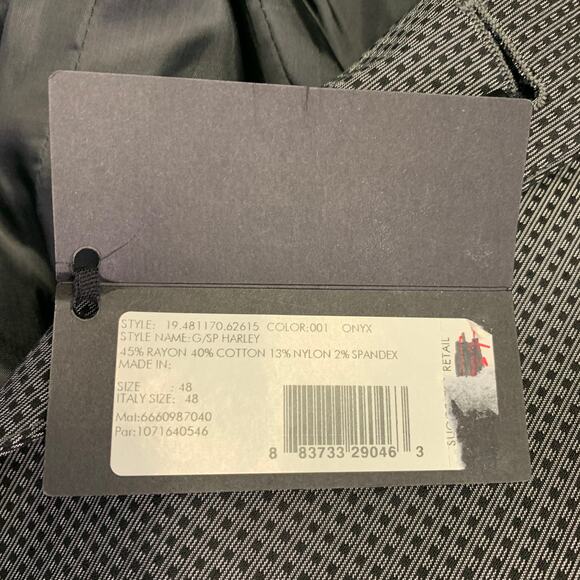 STYLE: 19.481170.62615 COLOR:001 ONYX
STYLE NAME:G/SP HARLEY
45% RAYON 40% COTTON 13% NYLON 2% SPANDEX
MADE IN:
SIZE : 48
ITALY SIZE: 48
Mat:6660987040
Par:1071640546
8 83733 29046 3
RETAIL